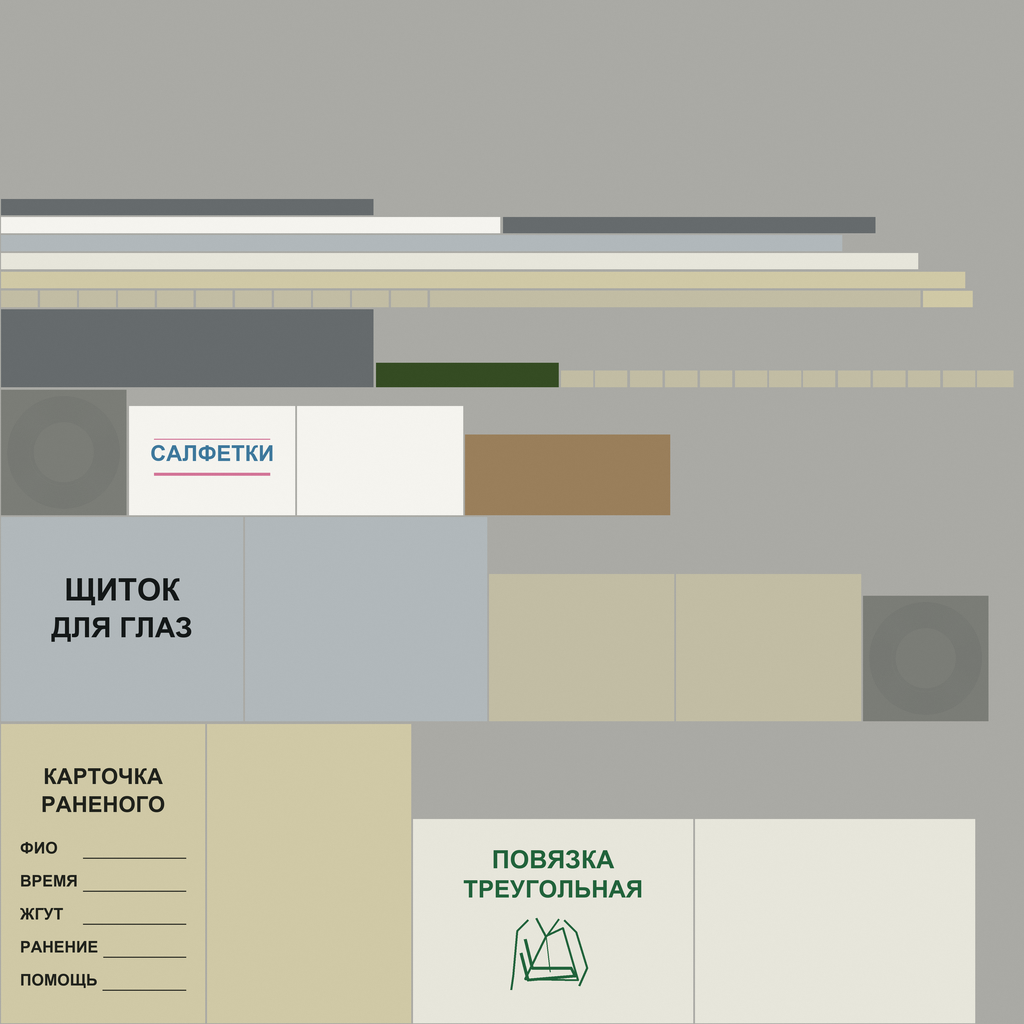 САЛФЕТКИ
ЩИТОК
ДЛЯ ГЛАЗ
КАРТОЧКА
РАНЕНОГО
ФИО
ВРЕМЯ
ЖГУТ
РАНЕНИЕ
ПОМОЩЬ
ПОВЯЗКА
ТРЕУГОЛЬНАЯ